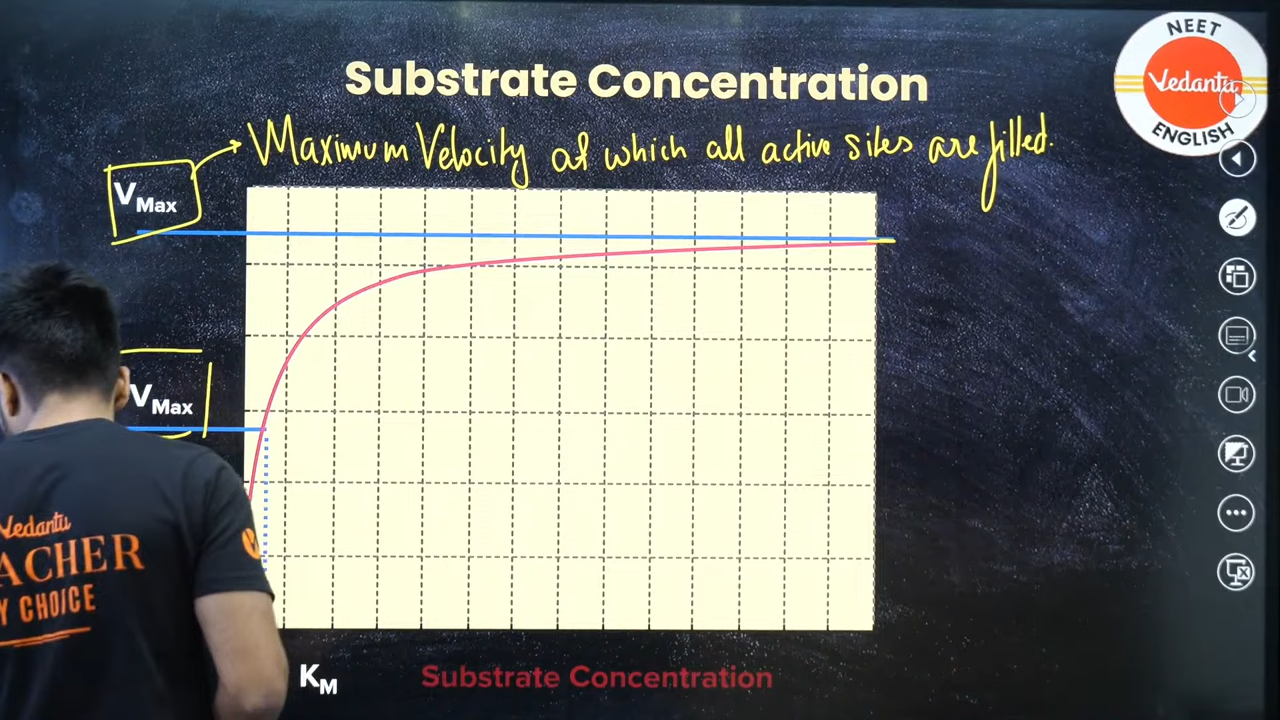 NEET
Vedantu
ENGLISH
Substrate Concentration
Maximum Velocity at which all active sites are filled.
VMax
VMax
Vedantu
ACHER
Y CHOICE
KM
Substrate Concentration